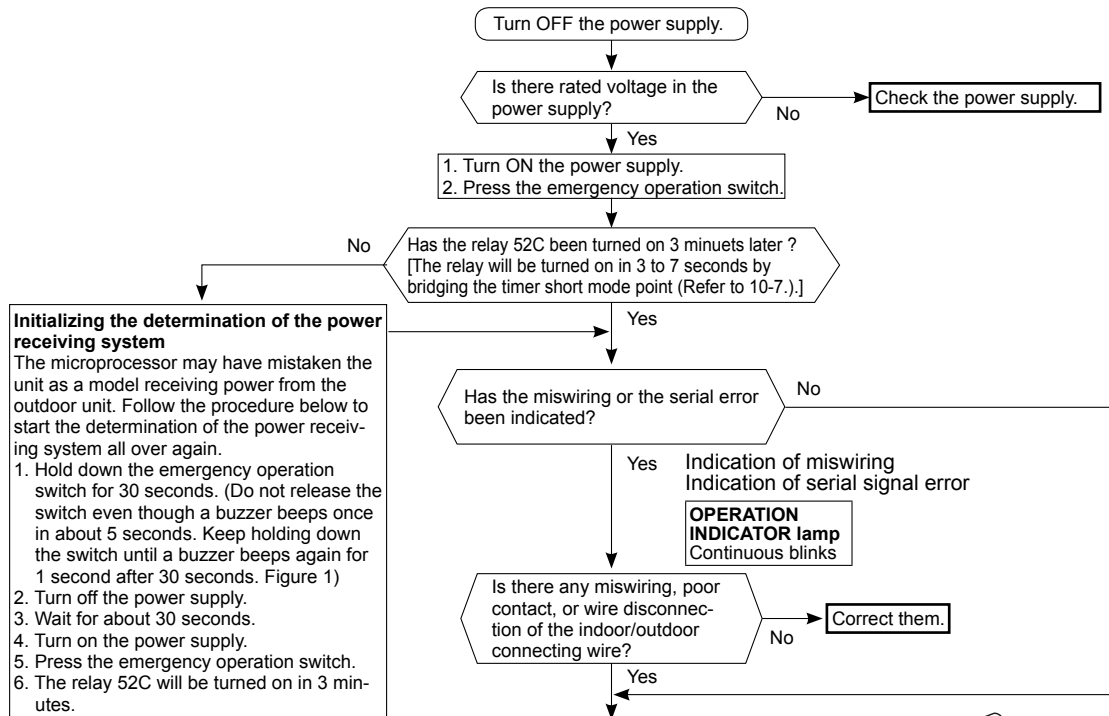 Turn OFF the power supply.
Is there rated voltage in the
power supply?
No
Check the power supply.
Yes
1. Turn ON the power supply.
2. Press the emergency operation switch.
No
Has the relay 52C been turned on 3 minuets later ?
[The relay will be turned on in 3 to 7 seconds by
bridging the timer short mode point (Refer to 10-7.).]
Yes
Initializing the determination of the power
receiving system
The microprocessor may have mistaken the
unit as a model receiving power from the
outdoor unit. Follow the procedure below to
start the determination of the power receiv-
ing system all over again.
1. Hold down the emergency operation
switch for 30 seconds. (Do not release the
switch even though a buzzer beeps once
in about 5 seconds. Keep holding down
the switch until a buzzer beeps again for
1 second after 30 seconds. Figure 1)
2. Turn off the power supply.
3. Wait for about 30 seconds.
4. Turn on the power supply.
5. Press the emergency operation switch.
6. The relay 52C will be turned on in 3 min-
utes.
Has the miswiring or the serial error
been indicated?
No
Yes
Indication of miswiring
Indication of serial signal error
OPERATION
INDICATOR lamp
Continuous blinks
Is there any miswiring, poor
contact, or wire disconnec-
tion of the indoor/outdoor
connecting wire?
No
Correct them.
Yes